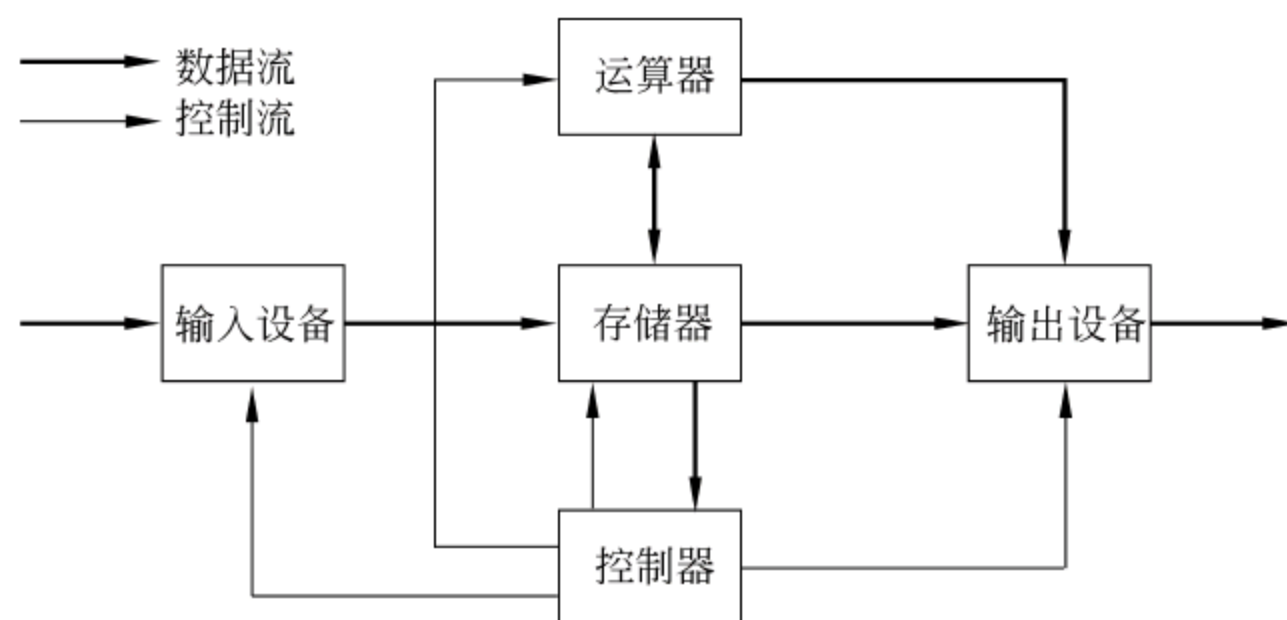 数据流
控制流
运算器
输入设备
存储器
输出设备
控制器